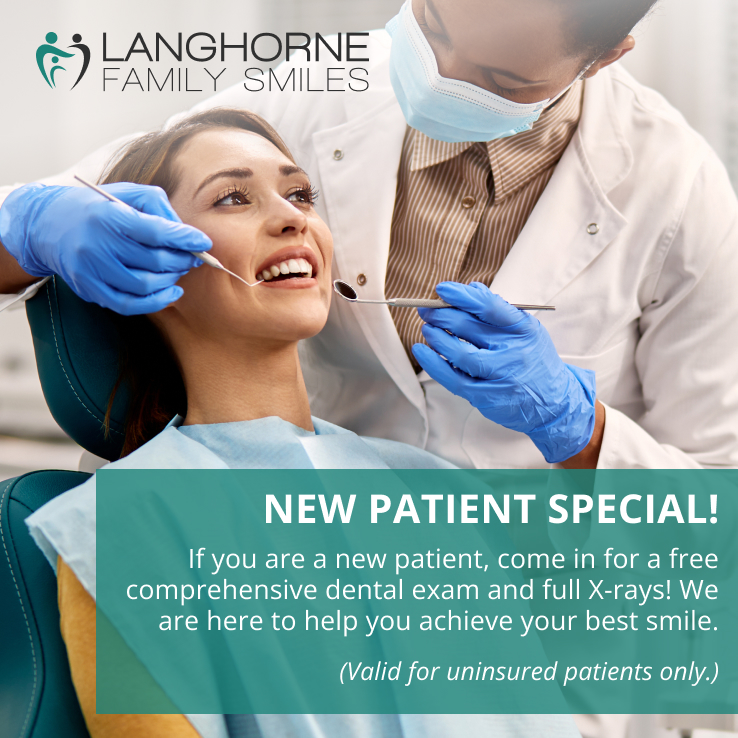 LANGHORNE
FAMILY SMILES
NEW PATIENT SPECIAL!
If you are a new patient, come in for a free
comprehensive dental exam and full X-rays! We
are here to help you achieve your best smile.
(Valid for uninsured patients only.)